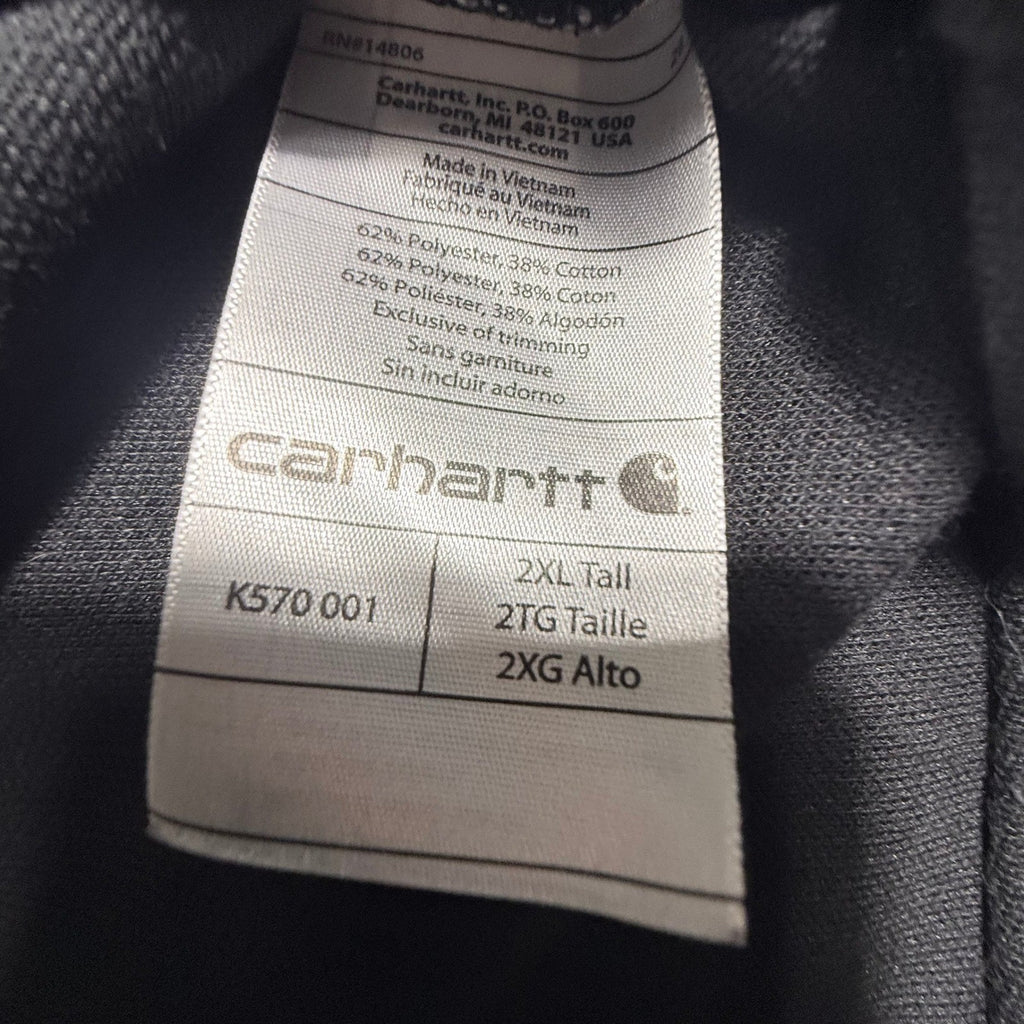 RN#14806
Carhartt, Inc. P.O. Box 600
Dearborn, MI 48121 USA
carhartt.com
Made in Vietnam
Fabriqué au Vietnam
Hecho en Vietnam
62% Polyester, 38% Cotton
62% Polyester, 38% Coton
62% Poliéster, 38% Algodón
Exclusive of trimming
Sans garniture
Sin incluir adorno
carhartt
K570 001
2XL Tall
2TG Taille
2XG Alto